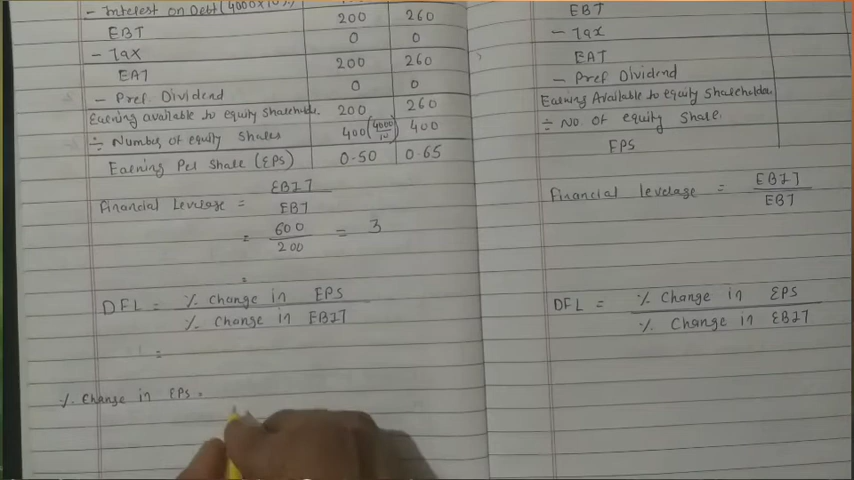 - Interest on Debt (4000x10%)
EBT 200 260
- Tax 0 0
EAT 200 260
- Pref. Dividend 0 0
Earning available to equity Shareholde. 200 260
÷ Number of equity Shares 400 (4000/10) 400
Earning Per Share (EPS) 0.50 0.65
Financial Leverage = EBIT / EBT
= 600 / 200 = 3
=
DFL = % Change in EPS / % Change in EBIT
=
% Change in EPS =
EBT
- Tax
EAT
- Pref Dividend
Earning Available to equity Shareholder
÷ No. of equity Share.
EPS
Financial Leverage = EBIT / EBT
DFL = % Change in EPS / % Change in EBIT